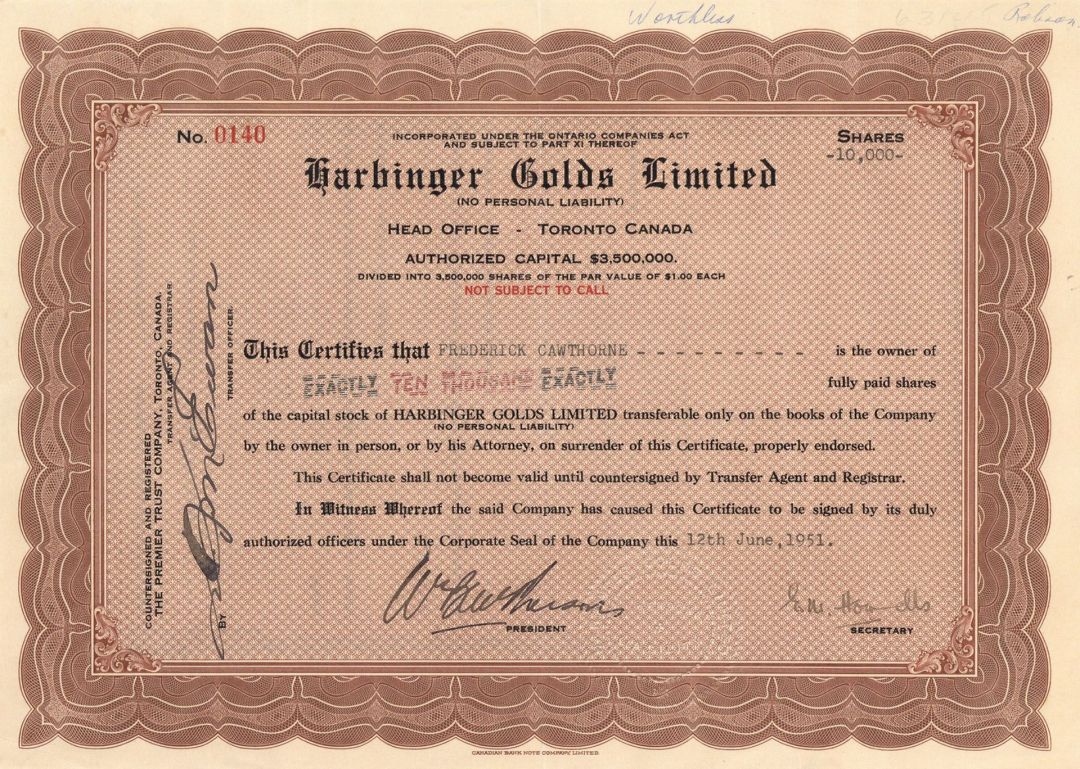 Worthless
Robson
No. 0140
INCORPORATED UNDER THE ONTARIO COMPANIES ACT
AND SUBJECT TO PART XI THEREOF
SHARES
-10,000-
Harbinger Golds Limited
(NO PERSONAL LIABILITY)
HEAD OFFICE - TORONTO CANADA
AUTHORIZED CAPITAL $3,500,000.
DIVIDED INTO 3,500,000 SHARES OF THE PAR VALUE OF $1.00 EACH
NOT SUBJECT TO CALL
This Certifies that FREDERICK CAWTHORNE - - - - - - - - - - is the owner of
EXACTLY TEN THOUSAND EXACTLY fully paid shares
of the capital stock of HARBINGER GOLDS LIMITED transferable only on the books of the Company
(NO PERSONAL LIABILITY)
by the owner in person, or by his Attorney, on surrender of this Certificate, properly endorsed.
This Certificate shall not become valid until countersigned by Transfer Agent and Registrar.
In Witness Whereof the said Company has caused this Certificate to be signed by its duly
authorized officers under the Corporate Seal of the Company this 12th June, 1951.
PRESIDENT
SECRETARY
COUNTERSIGNED AND REGISTERED
THE PREMIER TRUST COMPANY, TORONTO, CANADA.
TRANSFER AGENT AND REGISTRAR.
BY
TRANSFER OFFICER.
CANADIAN BANK NOTE COMPANY LIMITED